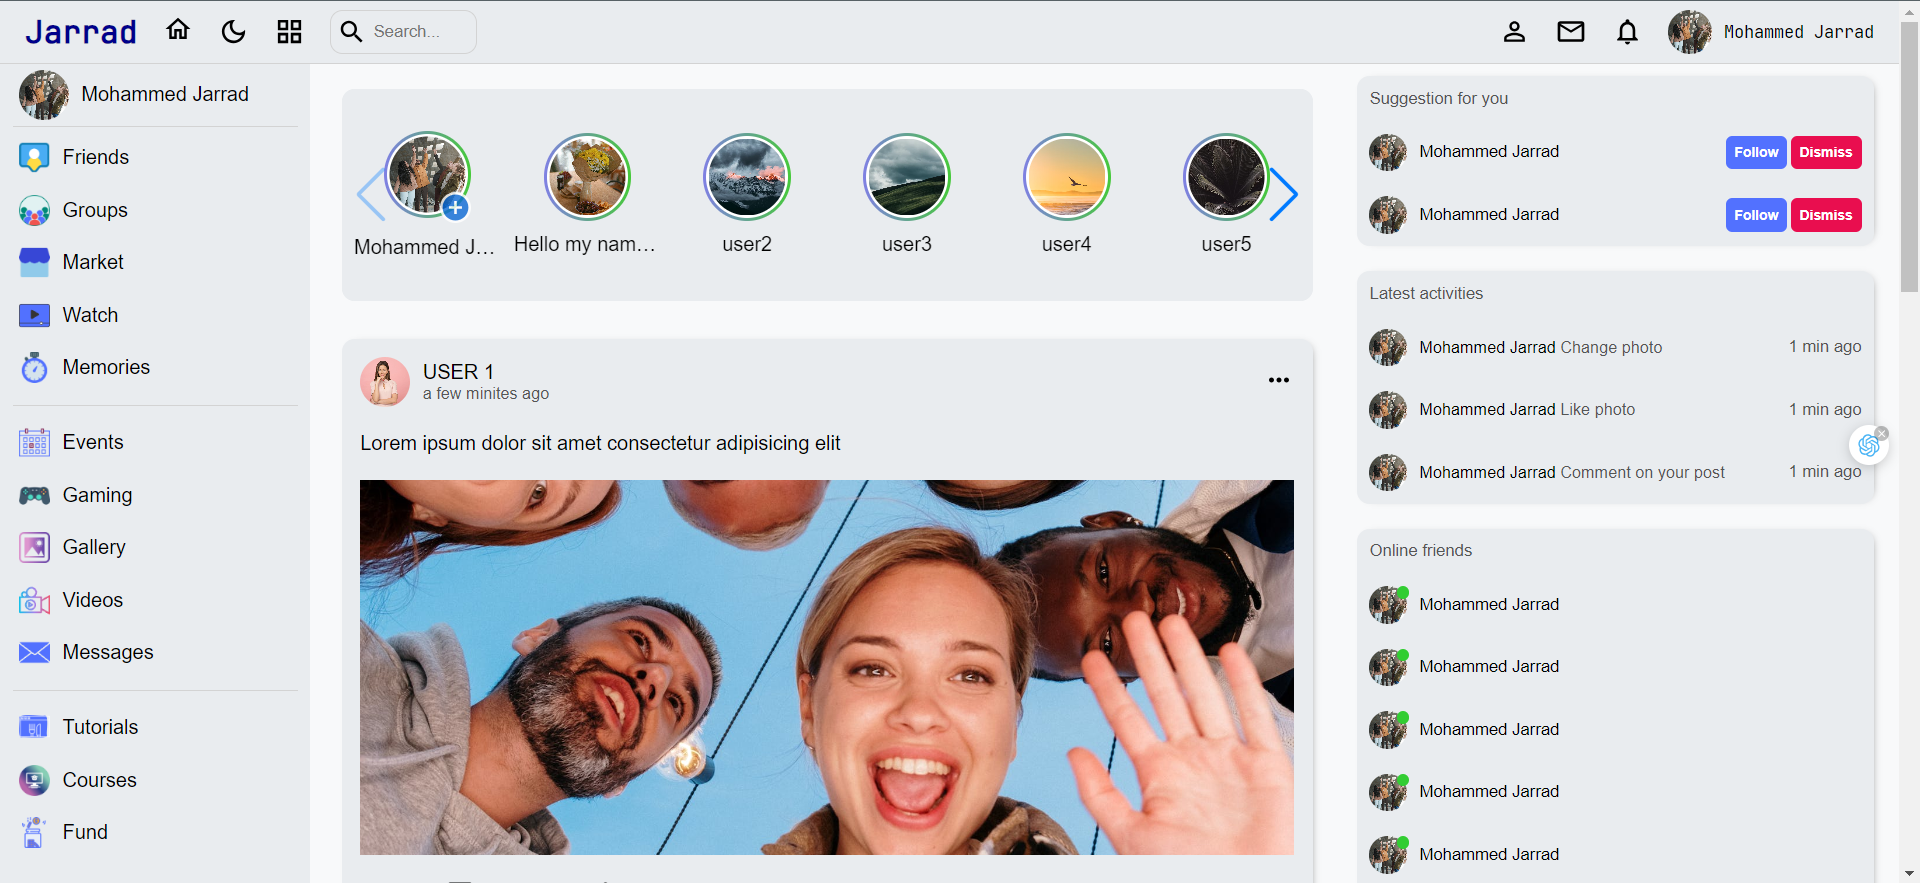 Jarrad
Search...
Mohammed Jarrad
Mohammed Jarrad
Friends
Groups
Market
Watch
Memories
Events
Gaming
Gallery
Videos
Messages
Tutorials
Courses
Fund
Mohammed J...
Hello my nam...
user2
user3
user4
user5
USER 1
a few minites ago
Lorem ipsum dolor sit amet consectetur adipisicing elit
Suggestion for you
Mohammed Jarrad Follow Dismiss
Mohammed Jarrad Follow Dismiss
Latest activities
Mohammed Jarrad Change photo 1 min ago
Mohammed Jarrad Like photo 1 min ago
Mohammed Jarrad Comment on your post 1 min ago
Online friends
Mohammed Jarrad
Mohammed Jarrad
Mohammed Jarrad
Mohammed Jarrad
Mohammed Jarrad